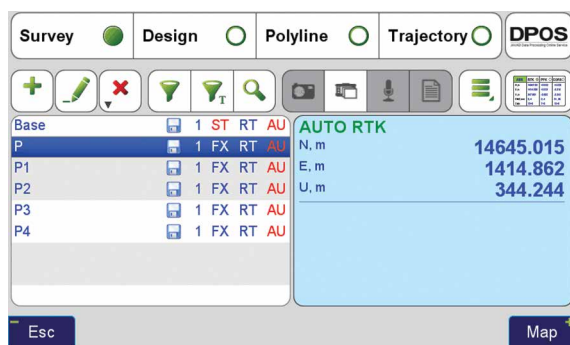 Survey Design Polyline Trajectory DPOS
T
Base 1 ST RT AU
P 1 FX RT AU
P1 1 FX RT AU
P2 1 FX RT AU
P3 1 FX RT AU
P4 1 FX RT AU
AUTO RTK
N, m 14645.015
E, m 1414.862
U, m 344.244
Esc Map